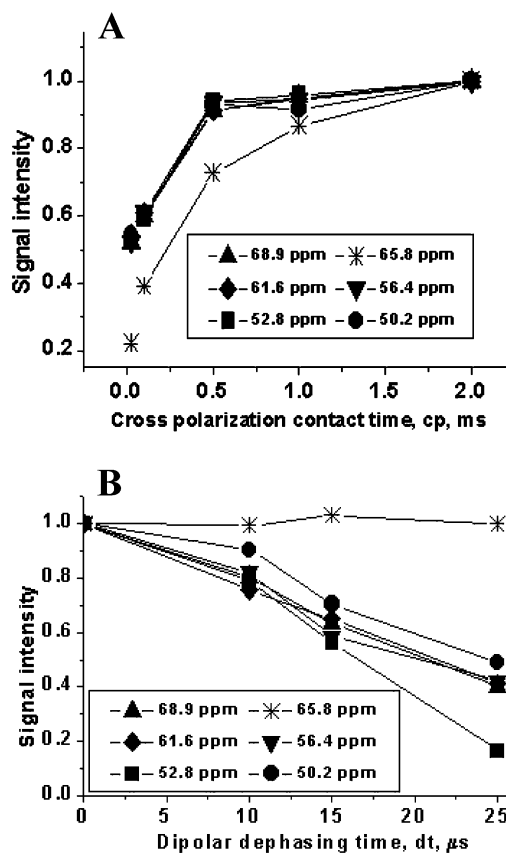 A
Signal intensity
1.0
0.8
0.6
0.4
0.2
68.9 ppm 65.8 ppm
61.6 ppm 56.4 ppm
52.8 ppm 50.2 ppm
0.0 0.5 1.0 1.5 2.0
Cross polarization contact time, cp, ms
B
Signal intensity
1.0
0.8
0.6
0.4
0.2
0.0
68.9 ppm 65.8 ppm
61.6 ppm 56.4 ppm
52.8 ppm 50.2 ppm
0 5 10 15 20 25
Dipolar dephasing time, dt, μs